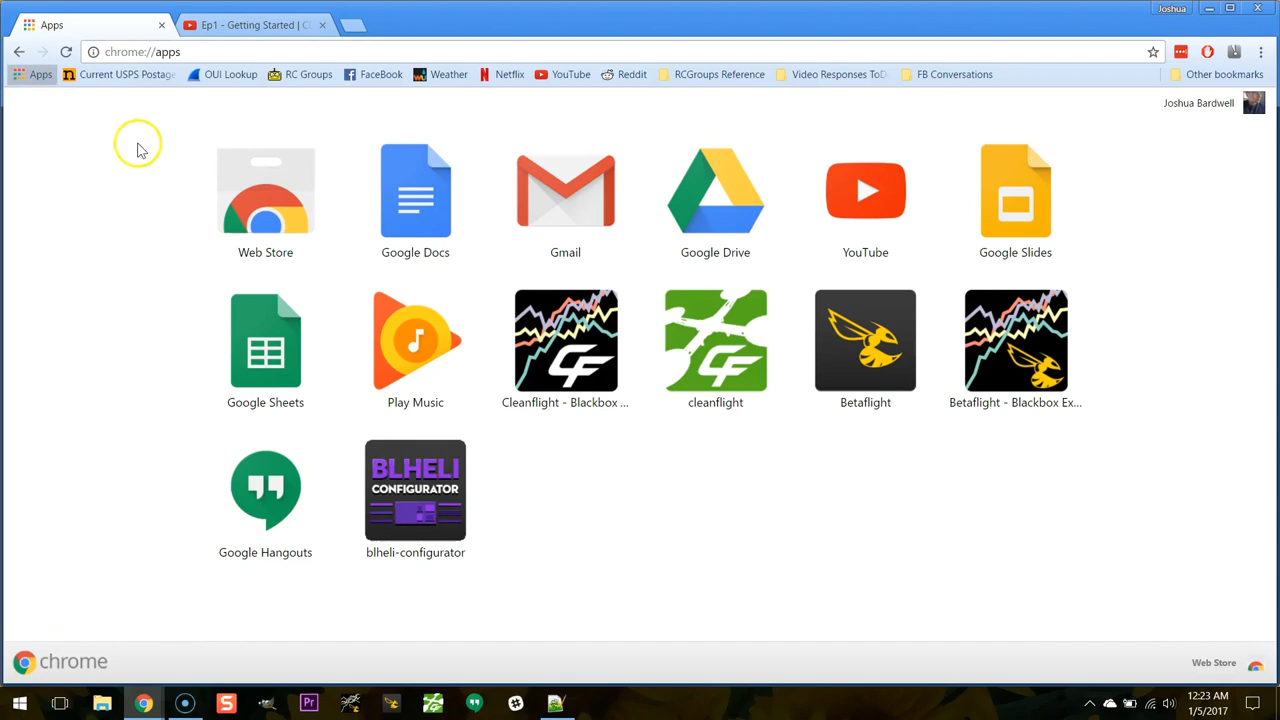 Joshua
Apps
Ep1 - Getting Started | C
chrome://apps
Apps
Current USPS Postage
OUI Lookup
RC Groups
FaceBook
Weather
Netflix
YouTube
Reddit
RCGroups Reference
Video Responses ToD
FB Conversations
Other bookmarks
Joshua Bardwell
Web Store
Google Docs
Gmail
Google Drive
YouTube
Google Slides
CF
CF
Google Sheets
Play Music
Cleanflight - Blackbox ...
cleanflight
Betaflight
Betaflight - Blackbox Ex...
BLHELI
CONFIGURATOR
Google Hangouts
blheli-configurator
chrome
Web Store
Pr
12:23 AM
1/5/2017